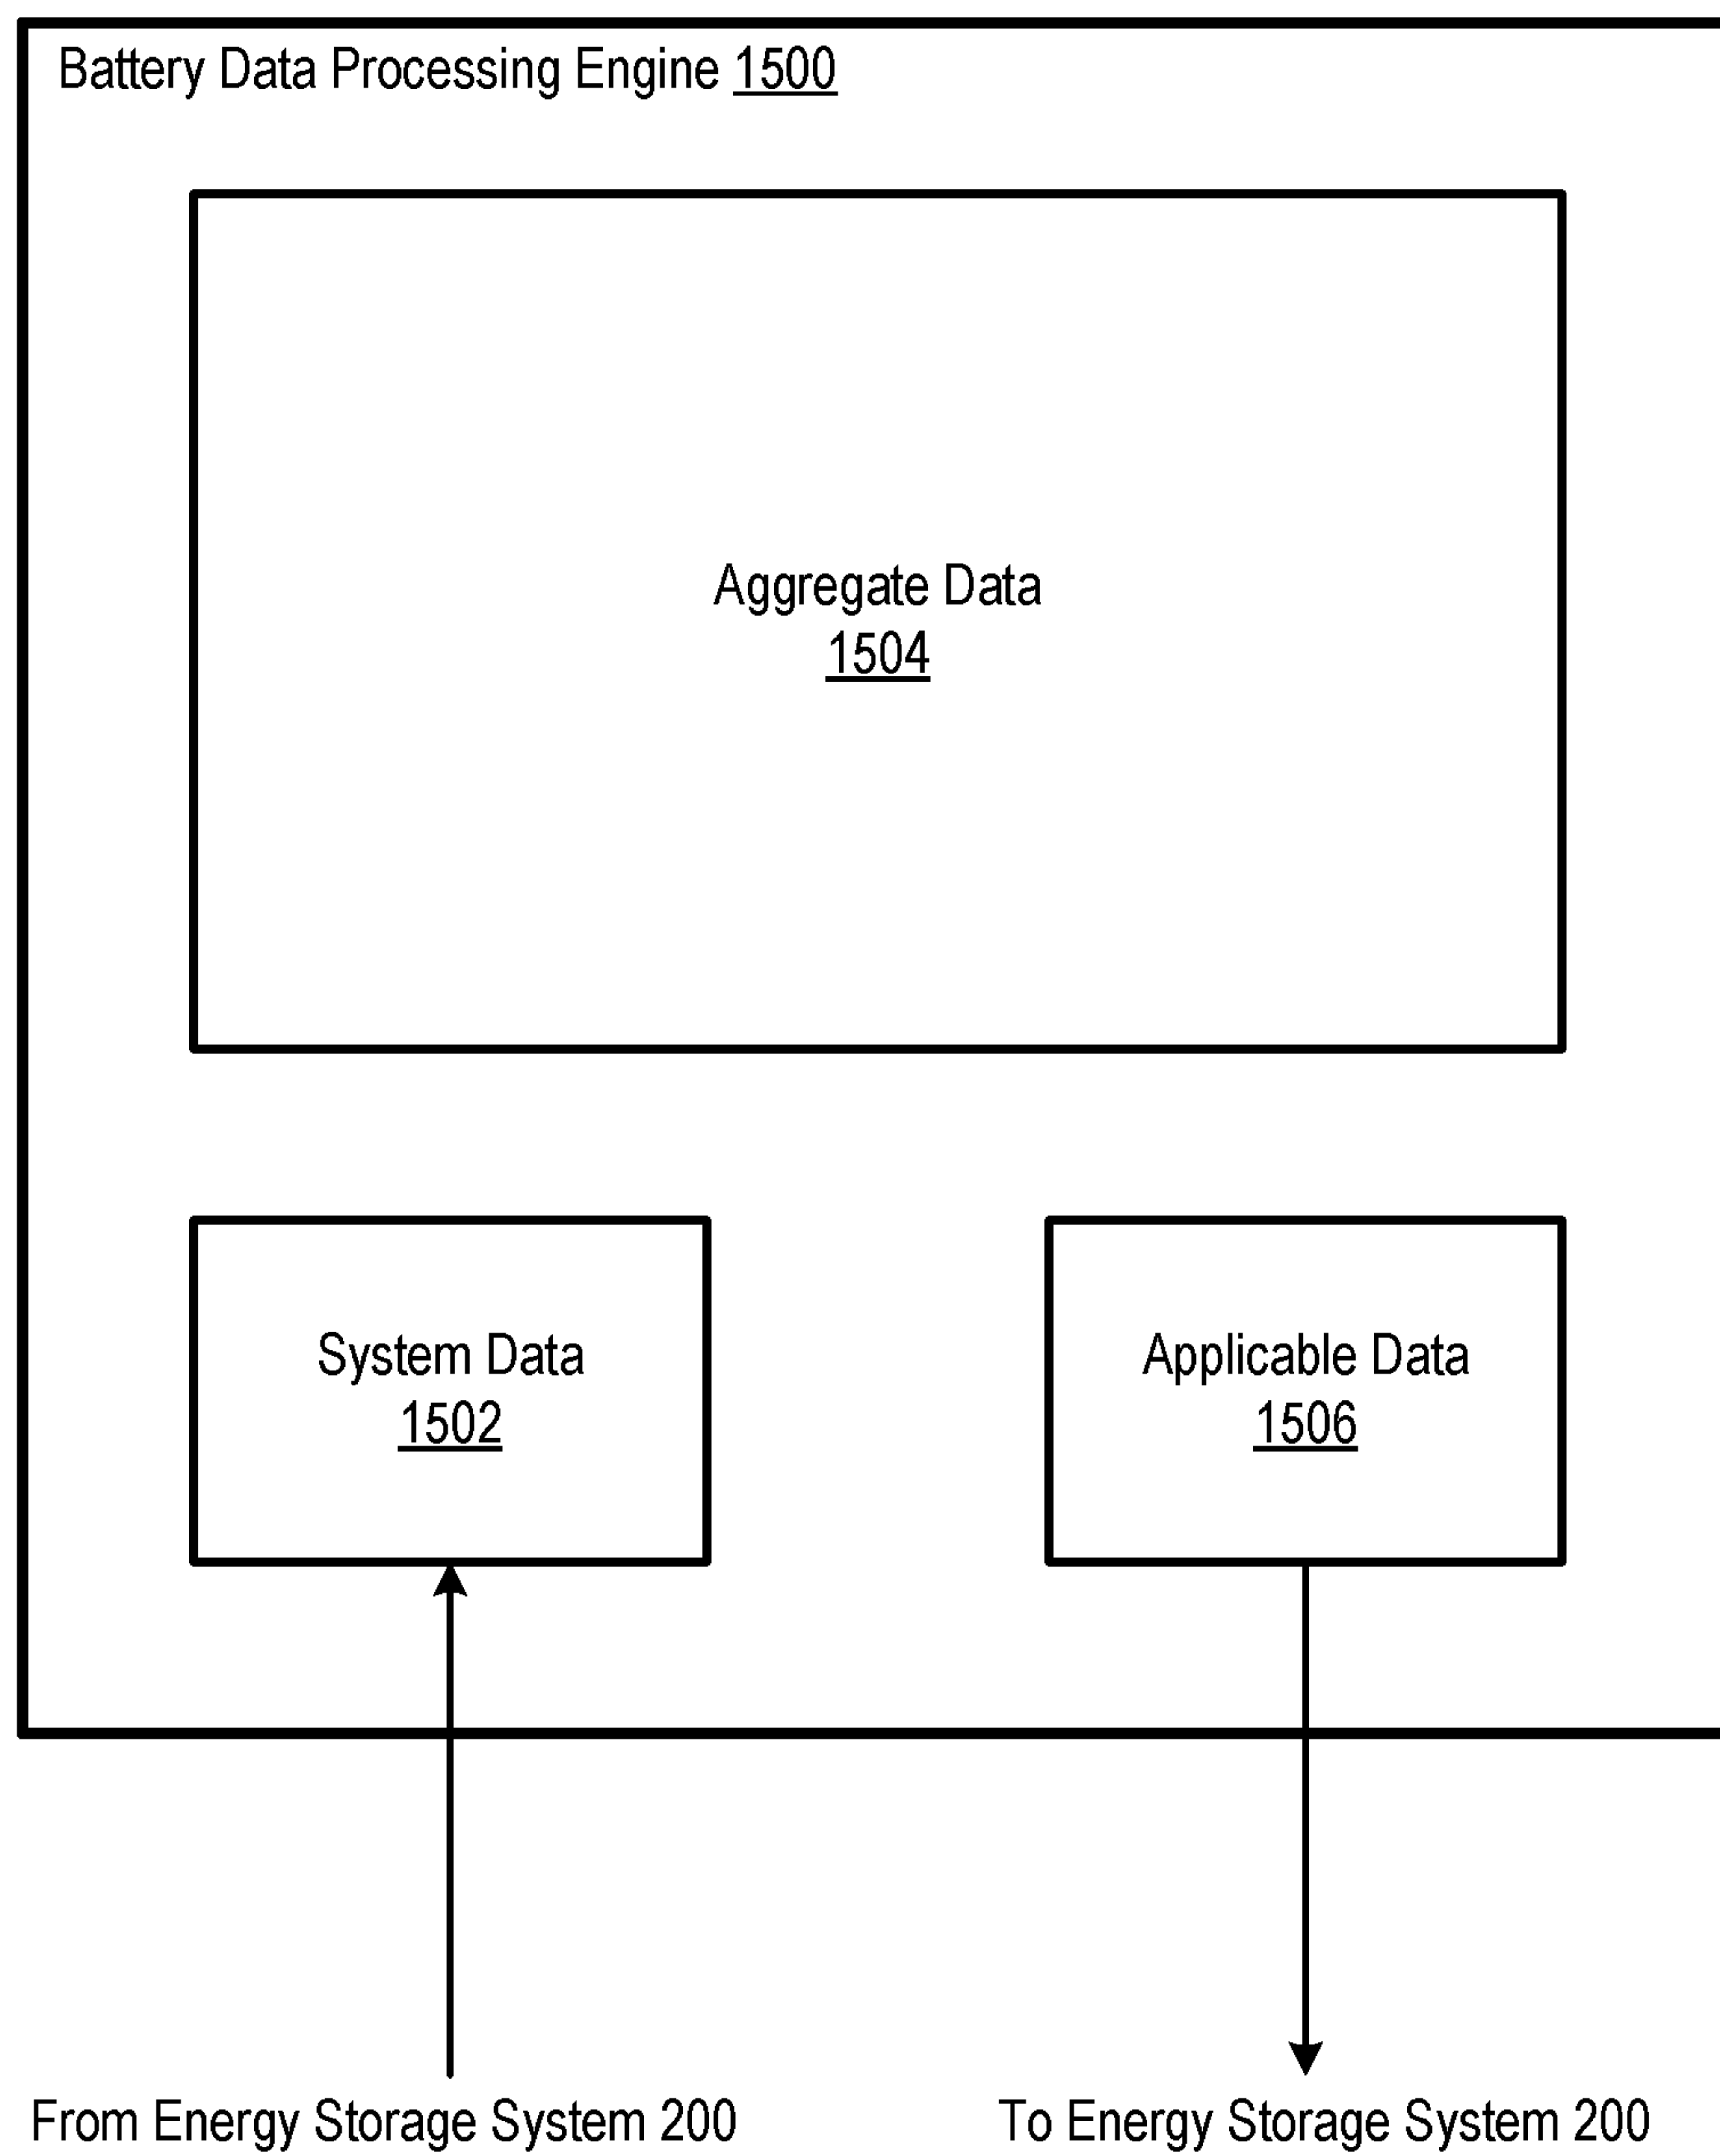 Battery Data Processing Engine 1500
Aggregate Data
1504
System Data
1502
Applicable Data
1506
From Energy Storage System 200
To Energy Storage System 200